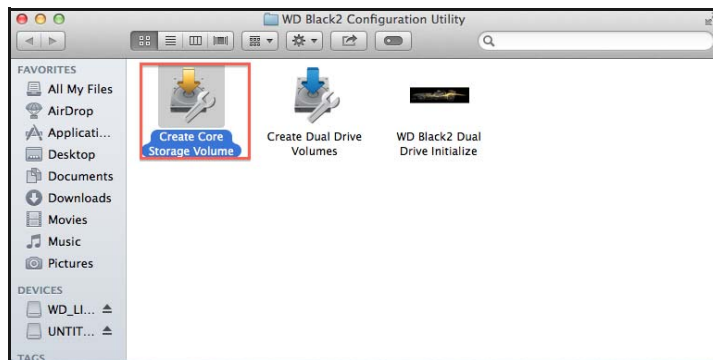 WD Black2 Configuration Utility
FAVORITES
All My Files
AirDrop
Applicati...
Desktop
Documents
Downloads
Movies
Music
Pictures
DEVICES
WD_LI...
UNTIT...
TAGS
Create Core
Storage Volume
Create Dual Drive
Volumes
WD Black2 Dual
Drive Initialize